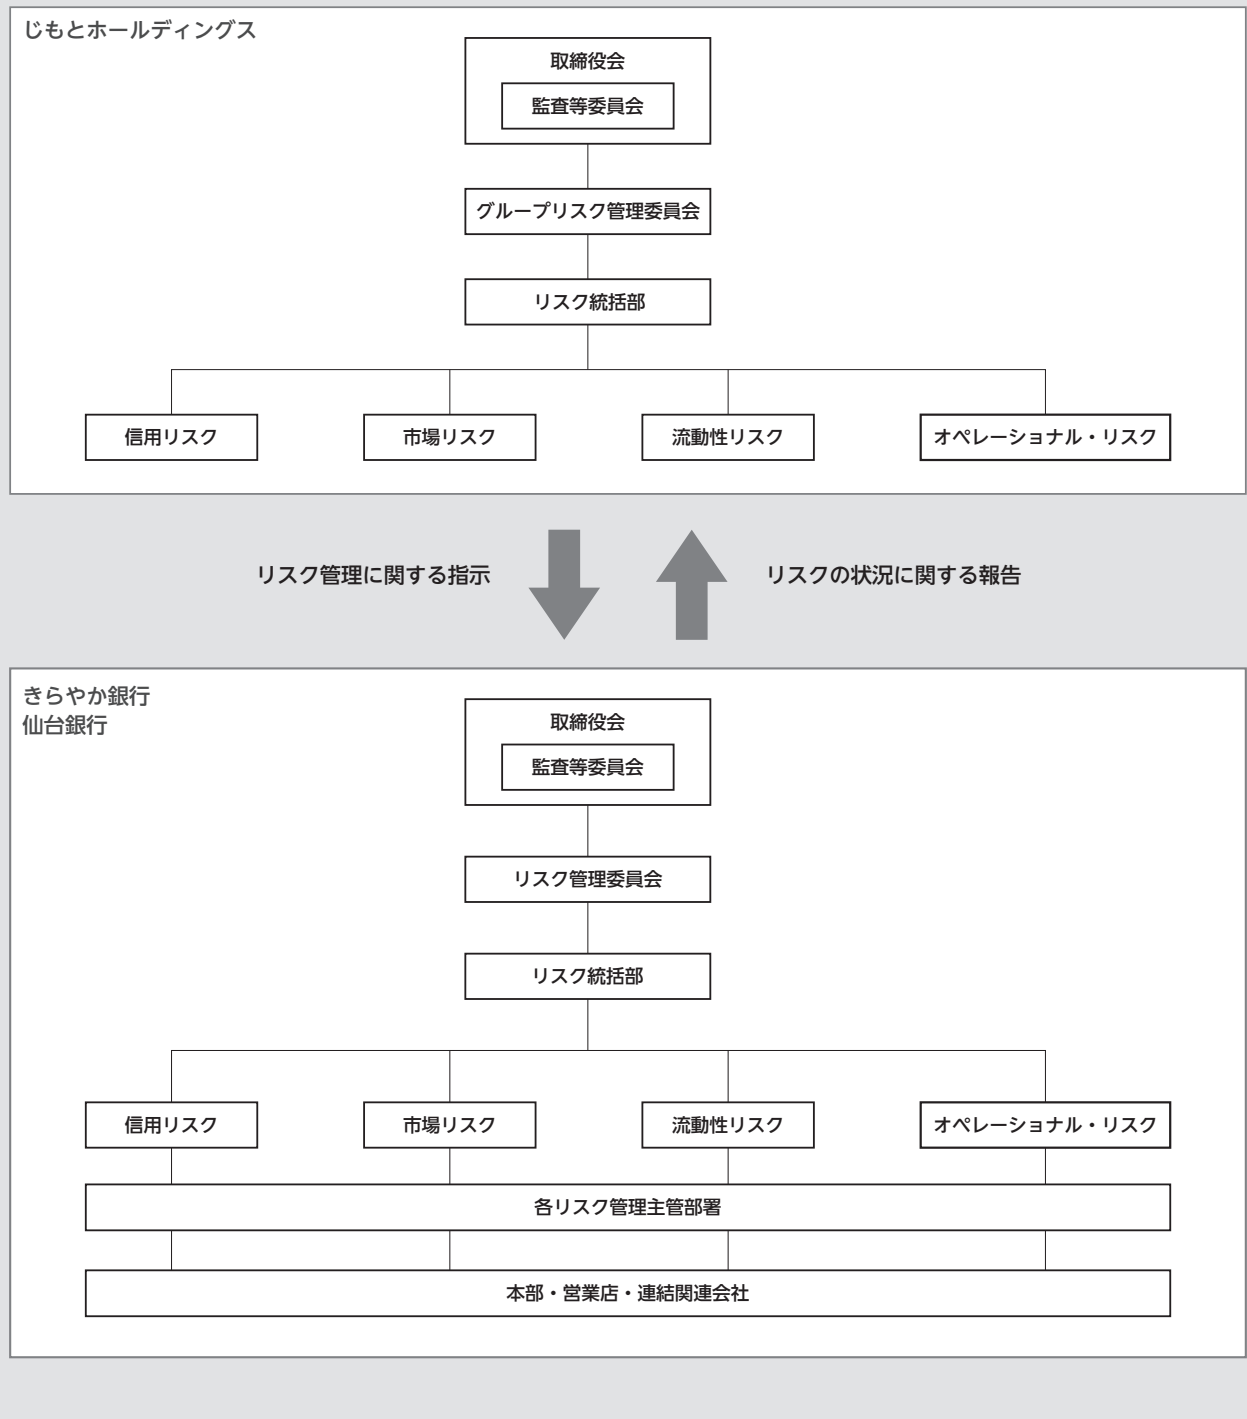 じもとホールディングス
取締役会
監査等委員会
グループリスク管理委員会
リスク統括部
信用リスク
市場リスク
流動性リスク
オペレーショナル・リスク
リスク管理に関する指示
リスクの状況に関する報告
きらやか銀行
仙台銀行
取締役会
監査等委員会
リスク管理委員会
リスク統括部
信用リスク
市場リスク
流動性リスク
オペレーショナル・リスク
各リスク管理主管部署
本部・営業店・連結関連会社